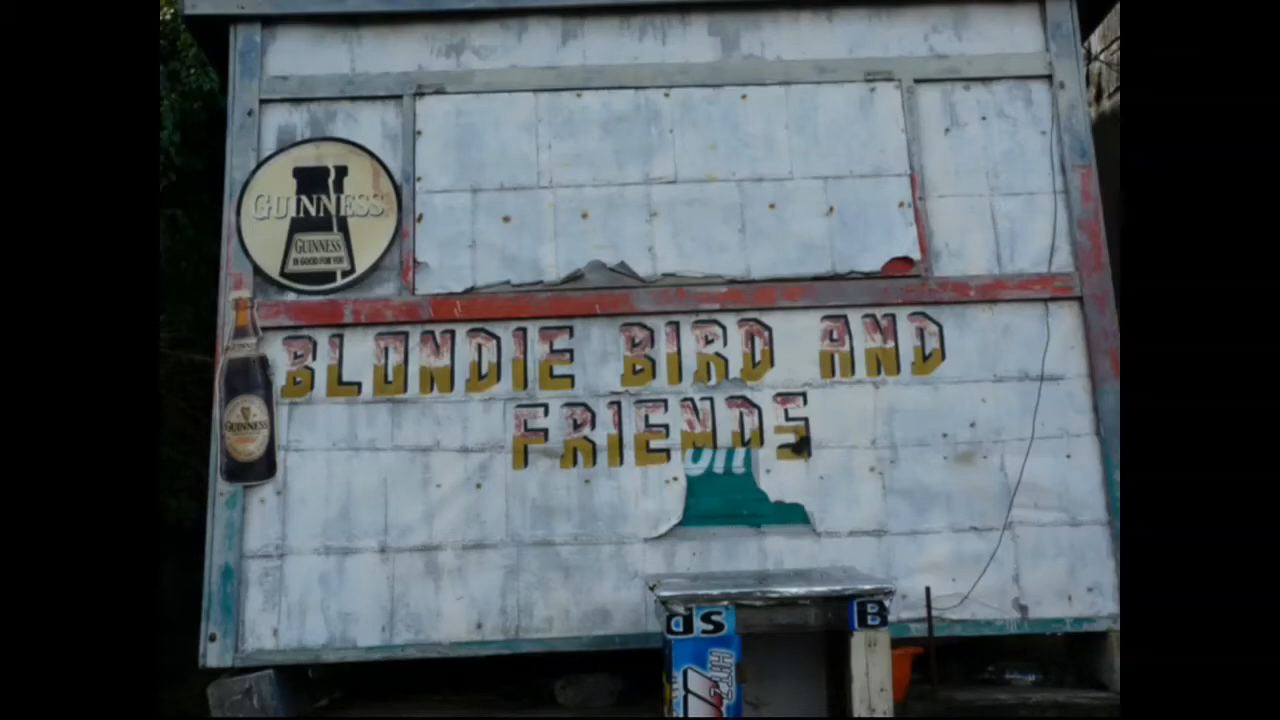 GUINNESS
GUINNESS
IS GOOD FOR YOU
GUINNESS
BLONDIE BIRD AND
FRIENDS
B